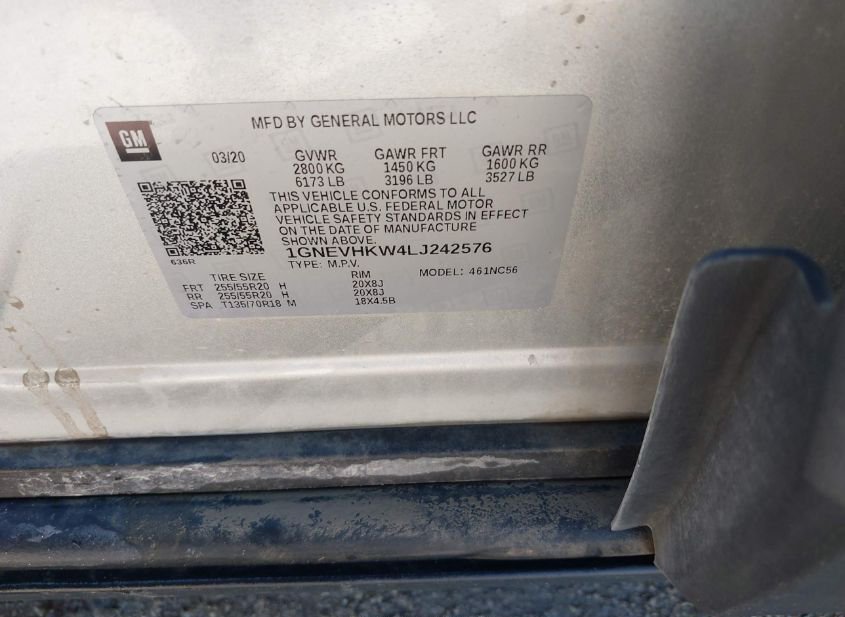 MFD BY GENERAL MOTORS LLC
GM
03/20 GVWR GAWR FRT GAWR RR
2800 KG 1450 KG 1600 KG
6173 LB 3196 LB 3527 LB
THIS VEHICLE CONFORMS TO ALL
APPLICABLE U.S. FEDERAL MOTOR
VEHICLE SAFETY STANDARDS IN EFFECT
ON THE DATE OF MANUFACTURE
SHOWN ABOVE.
1GNEVHKW4LJ242576
636R
TYPE: M.P.V. MODEL: 461NC56
TIRE SIZE RIM
FRT 255/55R20 H 20X8J
RR 255/55R20 H 20X8J
SPA T135/70R18 M 18X4.5B